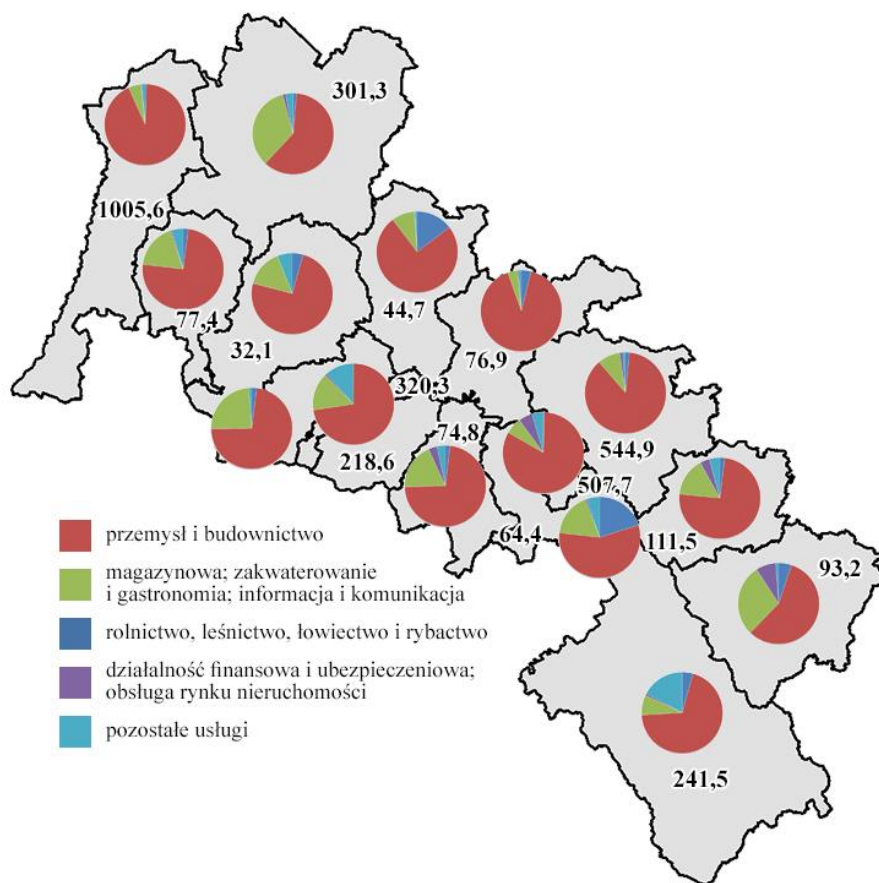 301,3
1005,6
77,4
32,1
44,7
76,9
320,3
74,8
218,6
544,9
507,7
64,4
111,5
93,2
241,5
przemysł i budownictwo
magazynowa; zakwaterowanie
i gastronomia; informacja i komunikacja
rolnictwo, leśnictwo, łowiectwo i rybactwo
działalność finansowa i ubezpieczeniowa;
obsługa rynku nieruchomości
pozostałe usługi